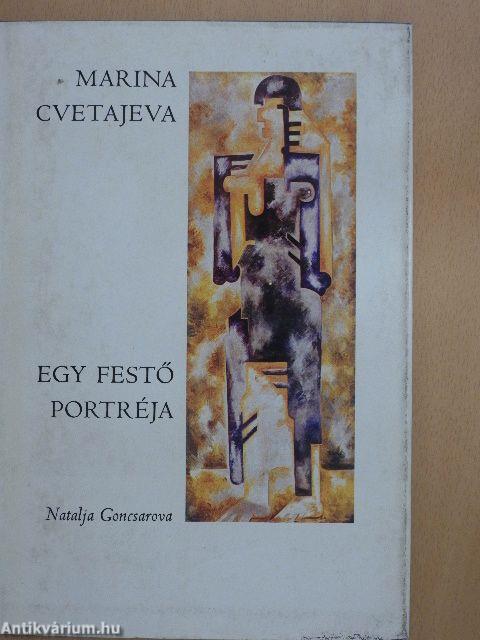 MARINA
CVETAJEVA
EGY FESTŐ
PORTRÉJA
Natalja Goncsarova
Antikvárium.hu